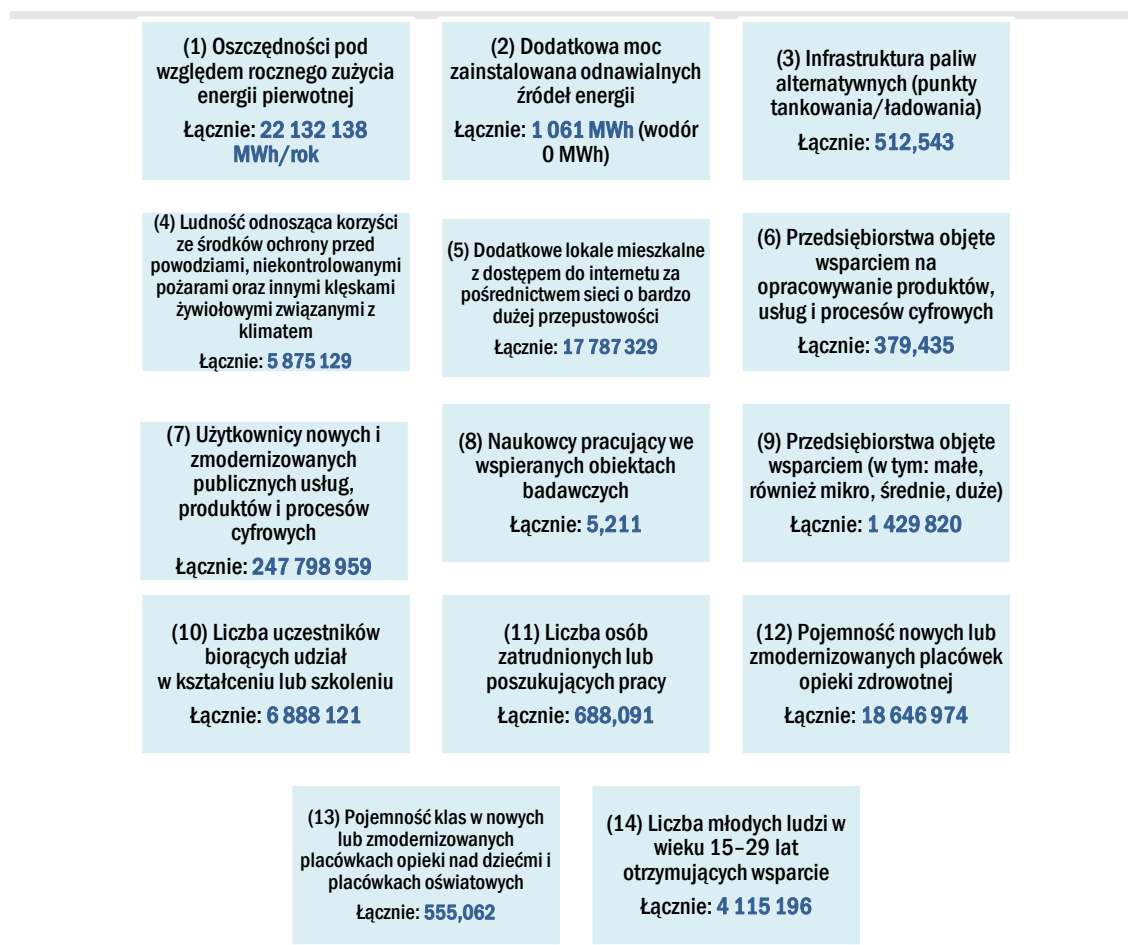 (1) Oszczędności pod
względem rocznego zużycia
energii pierwotnej
Łącznie: 22 132 138
MWh/rok
(2) Dodatkowa moc
zainstalowana odnawialnych
źródeł energii
Łącznie: 1 061 MWh (wodór
0 MWh)
(3) Infrastruktura paliw
alternatywnych (punkty
tankowania/ładowania)
Łącznie: 512,543
(4) Ludność odnosząca korzyści
ze środków ochrony przed
powodziami, niekontrolowanymi
pożarami oraz innymi klęskami
żywiołowymi związanymi z
klimatem
Łącznie: 5 875 129
(5) Dodatkowe lokale mieszkalne
z dostępem do internetu za
pośrednictwem sieci o bardzo
dużej przepustowości
Łącznie: 17 787 329
(6) Przedsiębiorstwa objęte
wsparciem na
opracowywanie produktów,
usług i procesów cyfrowych
Łącznie: 379,435
(7) Użytkownicy nowych i
zmodernizowanych
publicznych usług,
produktów i procesów
cyfrowych
Łącznie: 247 798 959
(8) Naukowcy pracujący we
wspieranych obiektach
badawczych
Łącznie: 5,211
(9) Przedsiębiorstwa objęte
wsparciem (w tym: małe,
również mikro, średnie, duże)
Łącznie: 1 429 820
(10) Liczba uczestników
biorących udział
w kształceniu lub szkoleniu
Łącznie: 6 888 121
(11) Liczba osób
zatrudnionych lub
poszukujących pracy
Łącznie: 688,091
(12) Pojemność nowych lub
zmodernizowanych placówek
opieki zdrowotnej
Łącznie: 18 646 974
(13) Pojemność klas w nowych
lub zmodernizowanych
placówkach opieki nad dziećmi i
placówkach oświatowych
Łącznie: 555,062
(14) Liczba młodych ludzi w
wieku 15–29 lat
otrzymujących wsparcie
Łącznie: 4 115 196